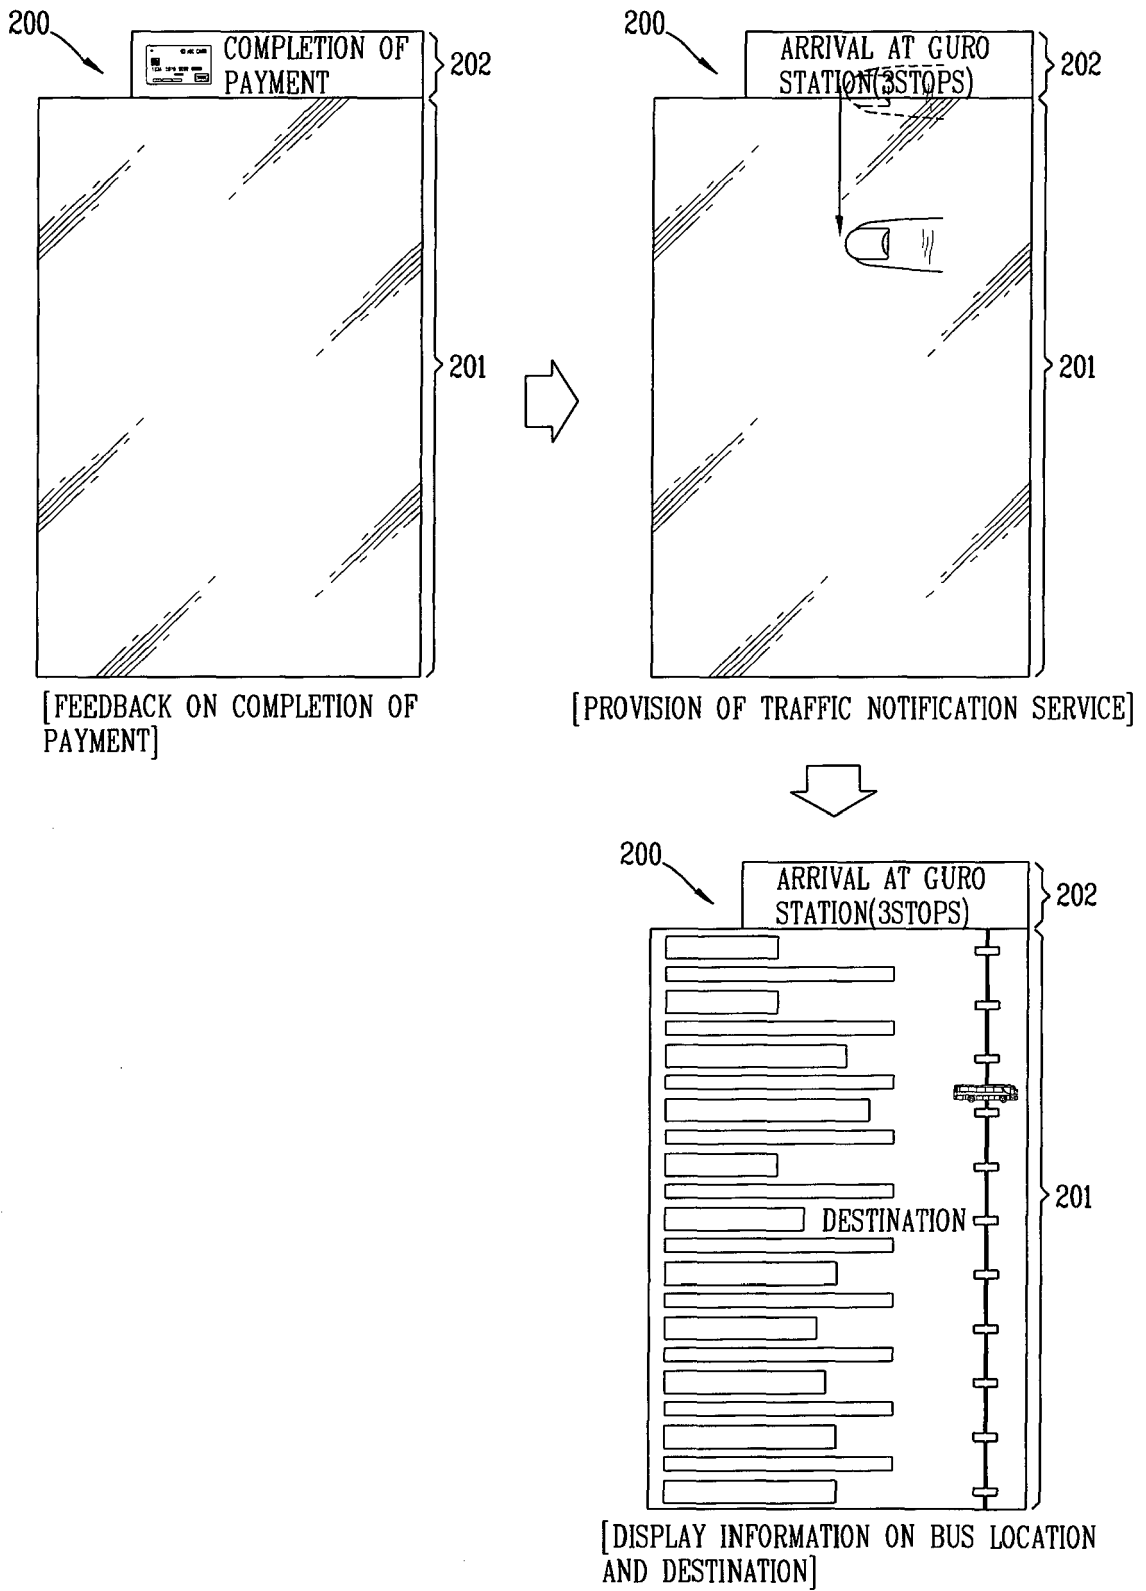 200
COMPLETION OF
PAYMENT
202
201
[FEEDBACK ON COMPLETION OF
PAYMENT]
200
ARRIVAL AT GURO
STATION(3STOPS)
202
201
[PROVISION OF TRAFFIC NOTIFICATION SERVICE]
200
ARRIVAL AT GURO
STATION(3STOPS)
202
DESTINATION
201
[DISPLAY INFORMATION ON BUS LOCATION
AND DESTINATION]